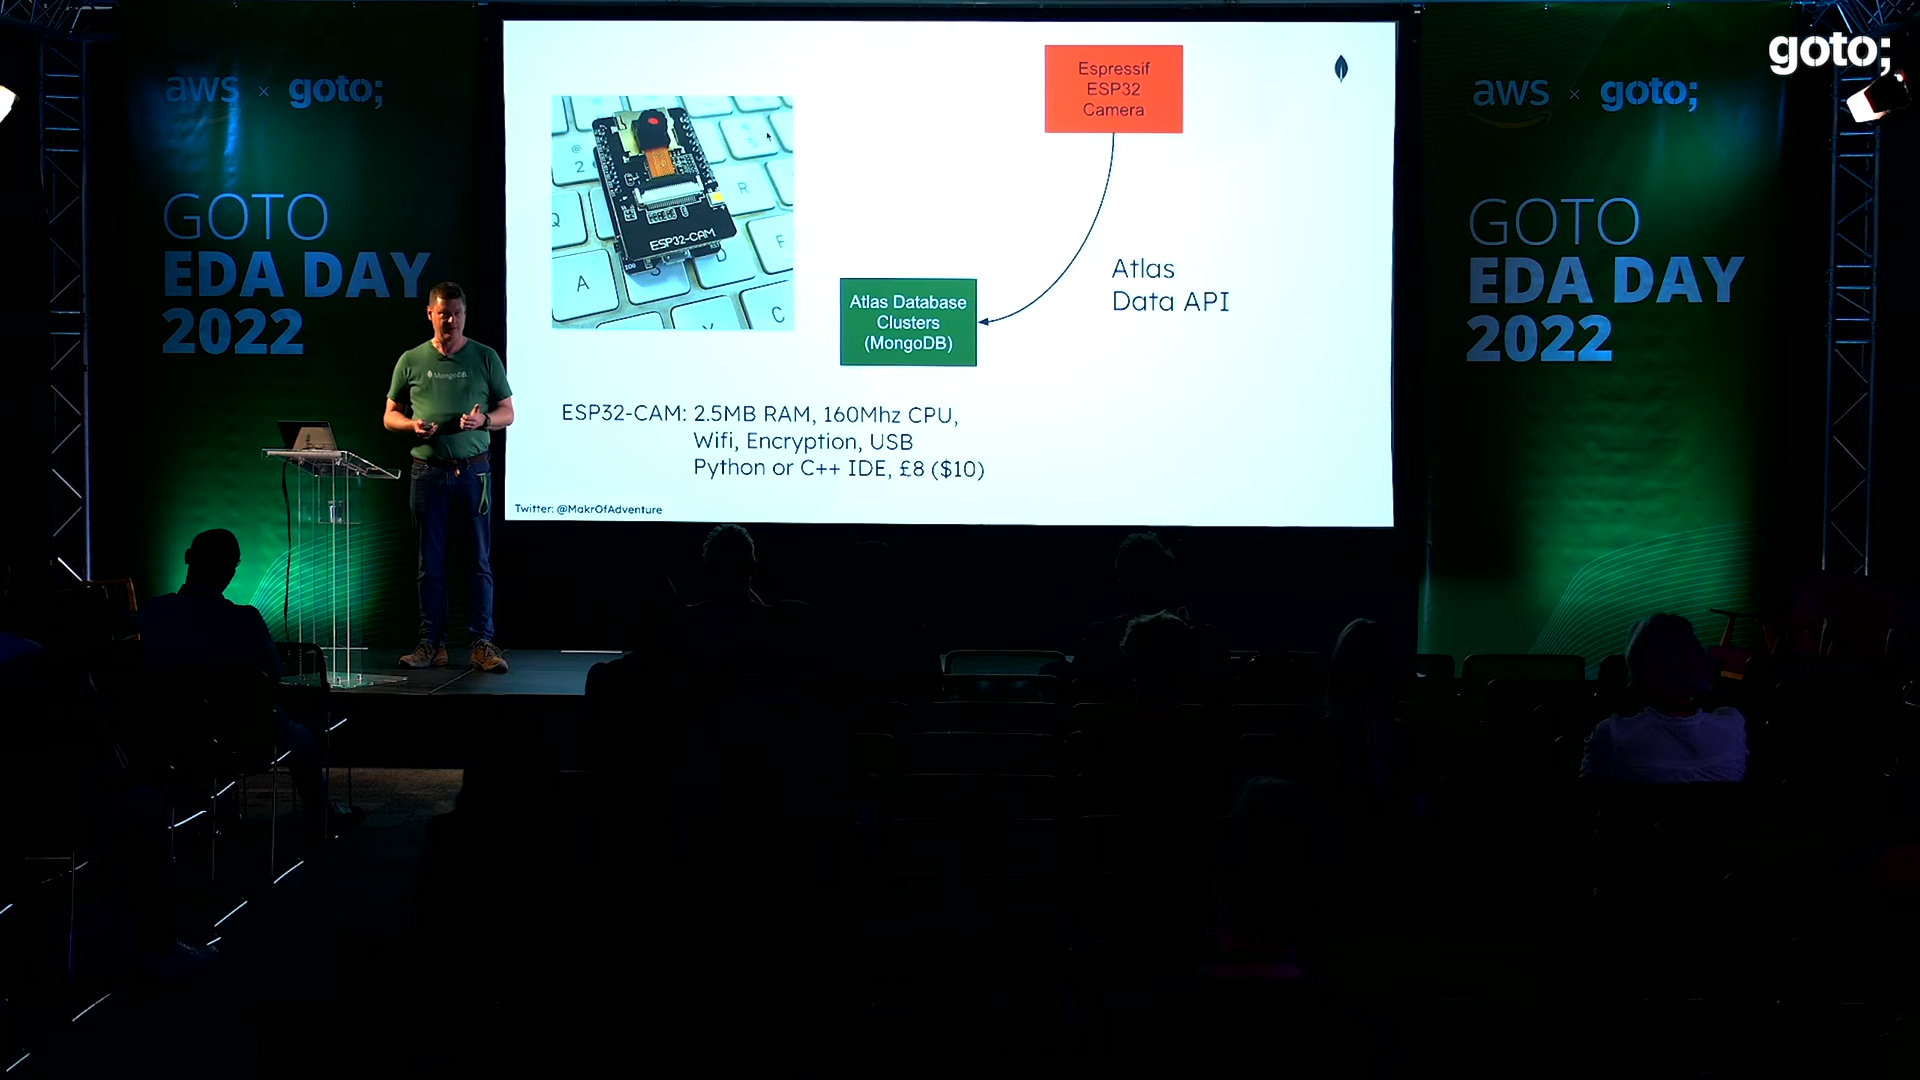 goto;
aws × goto;
GOTO
EDA DAY
2022
MongoDB.
Espressif
ESP32
Camera
ESP32-CAM
2
Q
R
A
F
C
Atlas Database
Clusters
(MongoDB)
Atlas
Data API
ESP32-CAM: 2.5MB RAM, 160Mhz CPU,
Wifi, Encryption, USB
Python or C++ IDE, £8 ($10)
Twitter: @MakrOfAdventure
aws × goto;
GOTO
EDA DAY
2022